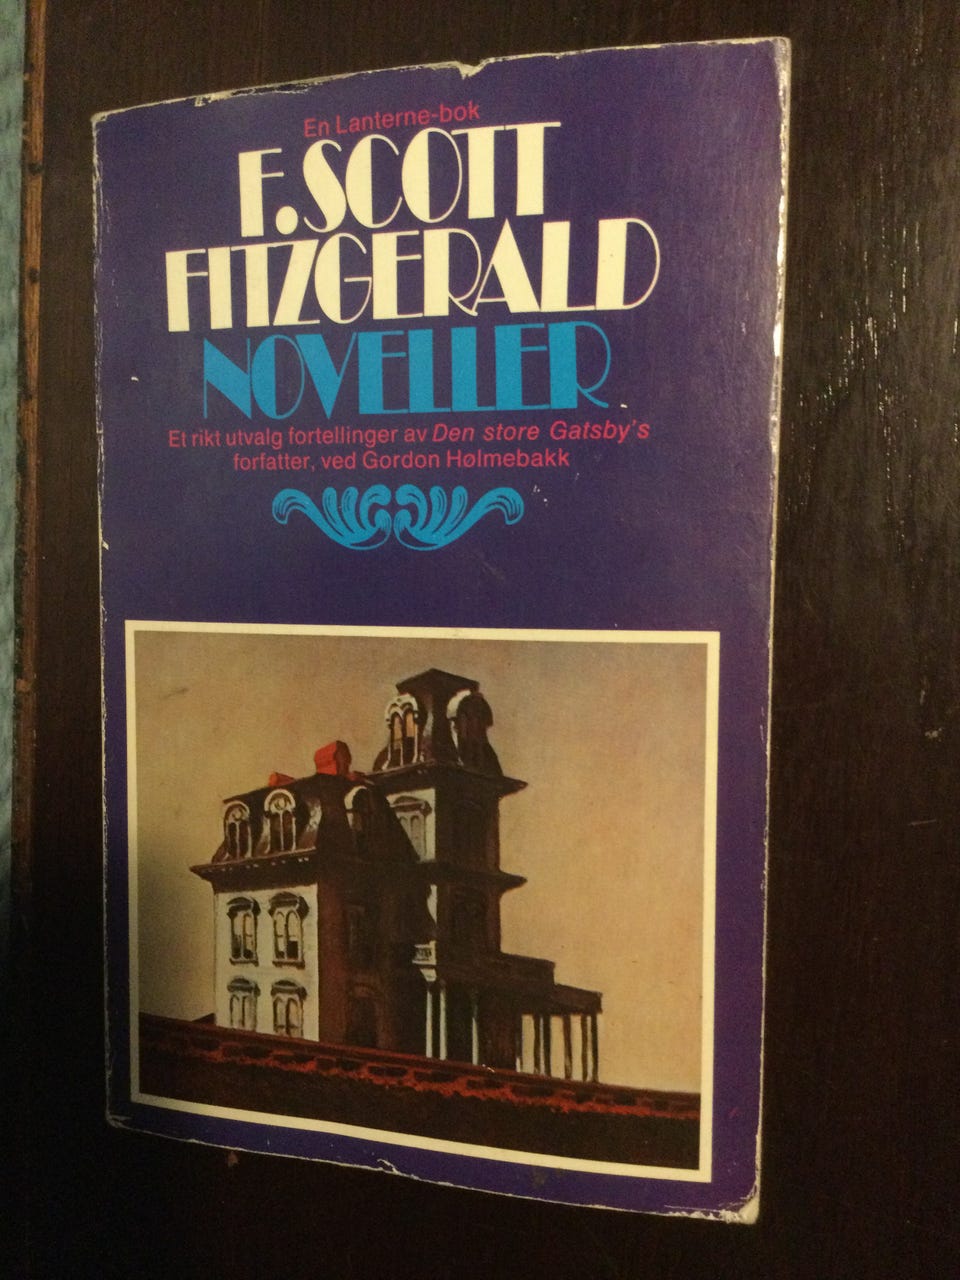 En Lanterne-bok
F. SCOTT
FITZGERALD
NOVELLER
Et rikt utvalg fortellinger av Den store Gatsby's
forfatter, ved Gordon Hølmebakk